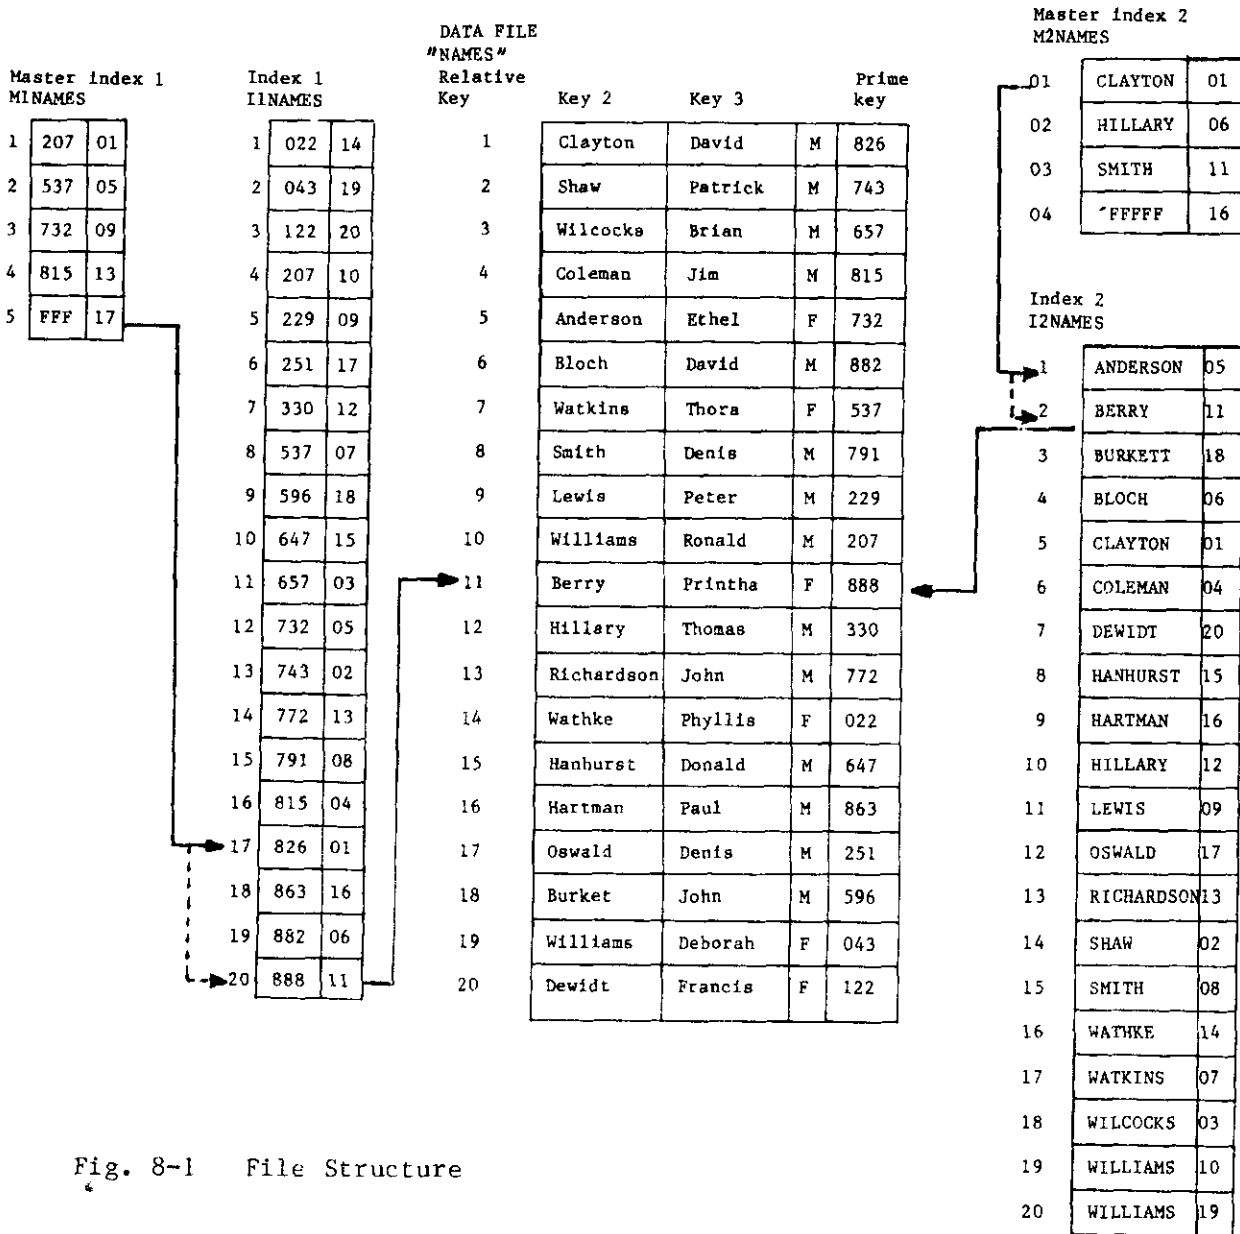 Master index 1
M1NAMES
1 207 01
2 537 05
3 732 09
4 815 13
5 FFF 17
Index 1
I1NAMES
1 022 14
2 043 19
3 122 20
4 207 10
5 229 09
6 251 17
7 330 12
8 537 07
9 596 18
10 647 15
11 657 03
12 732 05
13 743 02
14 772 13
15 791 08
16 815 04
17 826 01
18 863 16
19 882 06
20 888 11
DATA FILE
"NAMES"
Relative Key Key 2 Key 3 Prime key
1 Clayton David M 826
2 Shaw Patrick M 743
3 Wilcocks Brian M 657
4 Coleman Jim M 815
5 Anderson Ethel F 732
6 Bloch David M 882
7 Watkins Thora F 537
8 Smith Denis M 791
9 Lewis Peter M 229
10 Williams Ronald M 207
11 Berry Printha F 888
12 Hillary Thomas M 330
13 Richardson John M 772
14 Wathke Phyllis F 022
15 Hanhurst Donald M 647
16 Hartman Paul M 863
17 Oswald Denis M 251
18 Burket John M 596
19 Williams Deborah F 043
20 Dewidt Francis F 122
Master index 2
M2NAMES
01 CLAYTON 01
02 HILLARY 06
03 SMITH 11
04 FFFFF 16
Index 2
I2NAMES
1 ANDERSON 05
2 BERRY 11
3 BURKETT 18
4 BLOCH 06
5 CLAYTON 01
6 COLEMAN 04
7 DEWIDT 20
8 HANHURST 15
9 HARTMAN 16
10 HILLARY 12
11 LEWIS 09
12 OSWALD 17
13 RICHARDSON 13
14 SHAW 02
15 SMITH 08
16 WATHKE 14
17 WATKINS 07
18 WILCOCKS 03
19 WILLIAMS 10
20 WILLIAMS 19
Fig. 8-1 File Structure